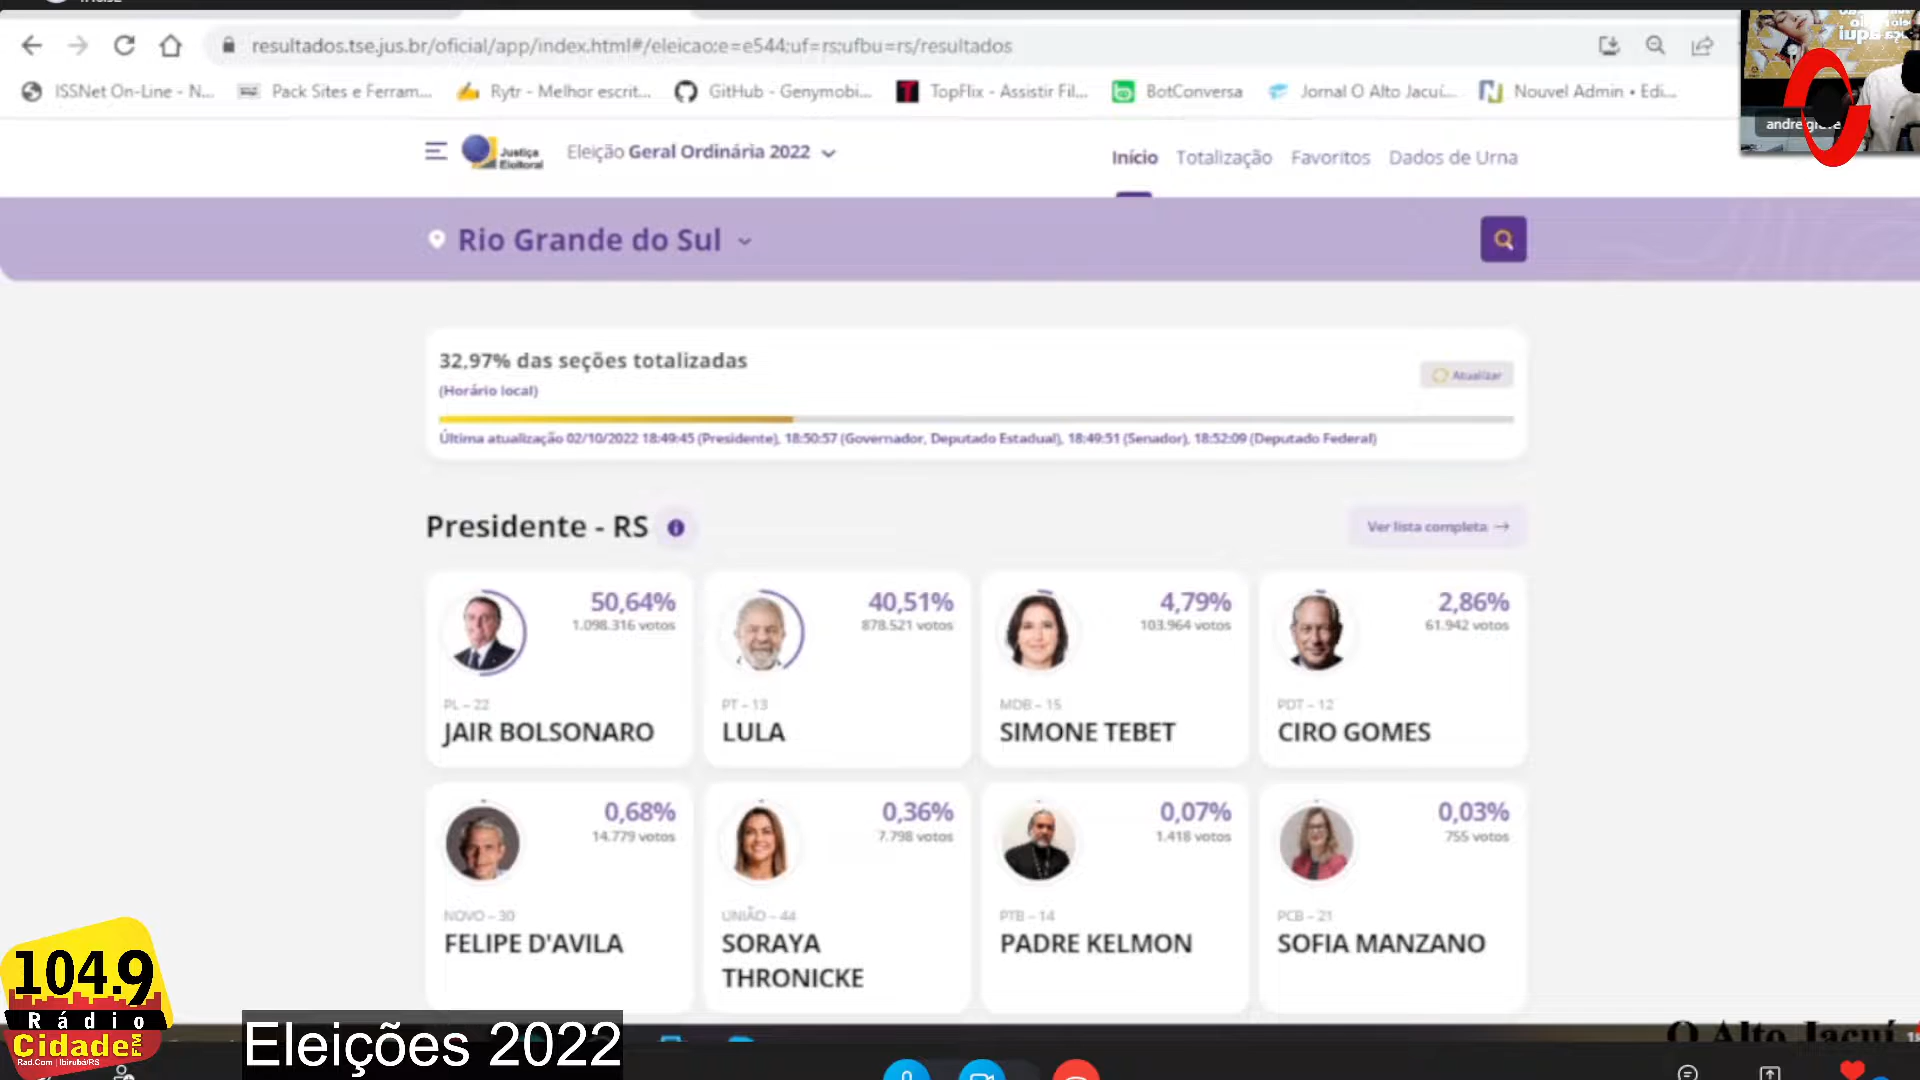 resultados.tse.jus.br/oficial/app/index.html#/eleicao:e=e544;uf=rs;ufbu=rs/resultados
ISSNet On-Line - N...
Pack Sites e Ferram...
Rytr - Melhor escrit...
GitHub - Genymobi...
TopFlix - Assistir Fil...
BotConversa
Jornal O Alto Jacuí...
Nouvel Admin • Edi...
Justiça
Eleitoral
Eleição Geral Ordinária 2022
Início
Totalização
Favoritos
Dados de Urna
Rio Grande do Sul
32,97% das seções totalizadas
(Horário local)
Atualizar
Última atualização 02/10/2022 18:49:45 (Presidente), 18:50:57 (Governador, Deputado Estadual), 18:49:51 (Senador), 18:52:09 (Deputado Federal)
Presidente - RS
Ver lista completa →
50,64%
1.098.316 votos
PL – 22
JAIR BOLSONARO
40,51%
878.521 votos
PT – 13
LULA
4,79%
103.964 votos
MDB – 15
SIMONE TEBET
2,86%
61.942 votos
PDT – 12
CIRO GOMES
0,68%
14.779 votos
NOVO – 30
FELIPE D'AVILA
0,36%
7.798 votos
UNIÃO – 44
SORAYA
THRONICKE
0,07%
1.418 votos
PTB – 14
PADRE KELMON
0,03%
755 votos
PCB – 21
SOFIA MANZANO
104.9
Rádio
Cidade FM
Rad.Com | Ibirubá/RS
Eleições 2022
O Alto Jacuí